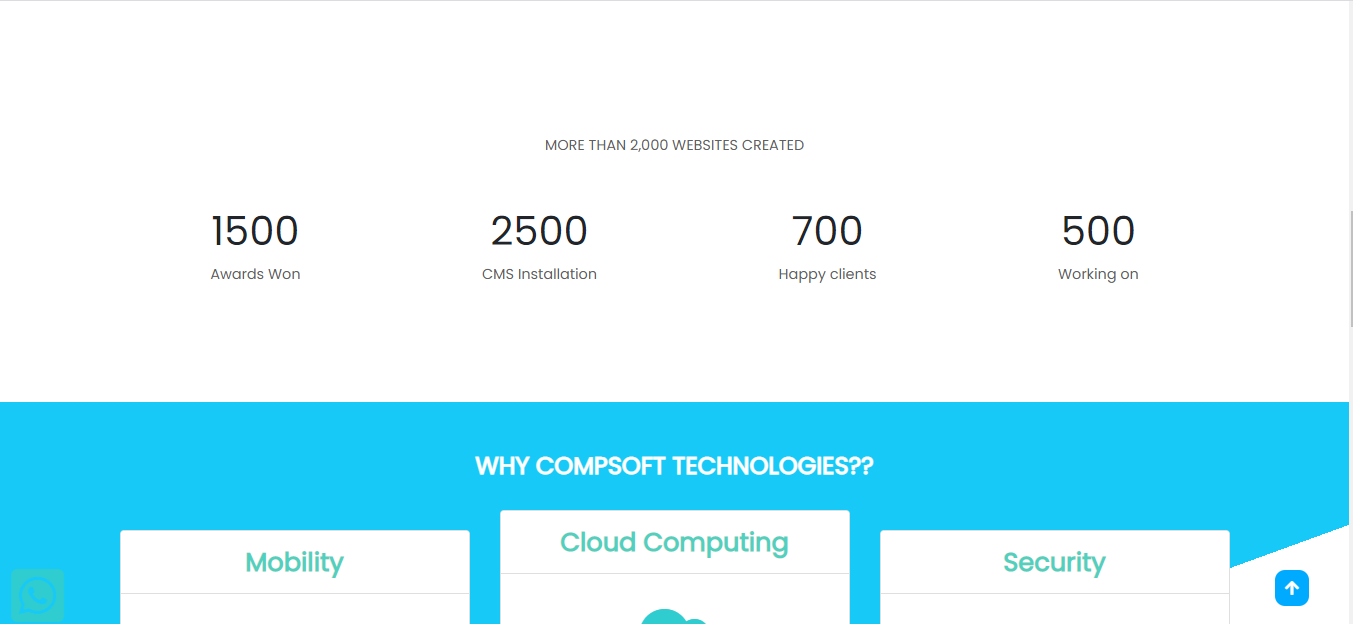 MORE THAN 2,000 WEBSITES CREATED
1500 2500 700 500
Awards Won CMS Installation Happy clients Working on
WHY COMPSOFT TECHNOLOGIES??
Cloud Computing
Mobility Security